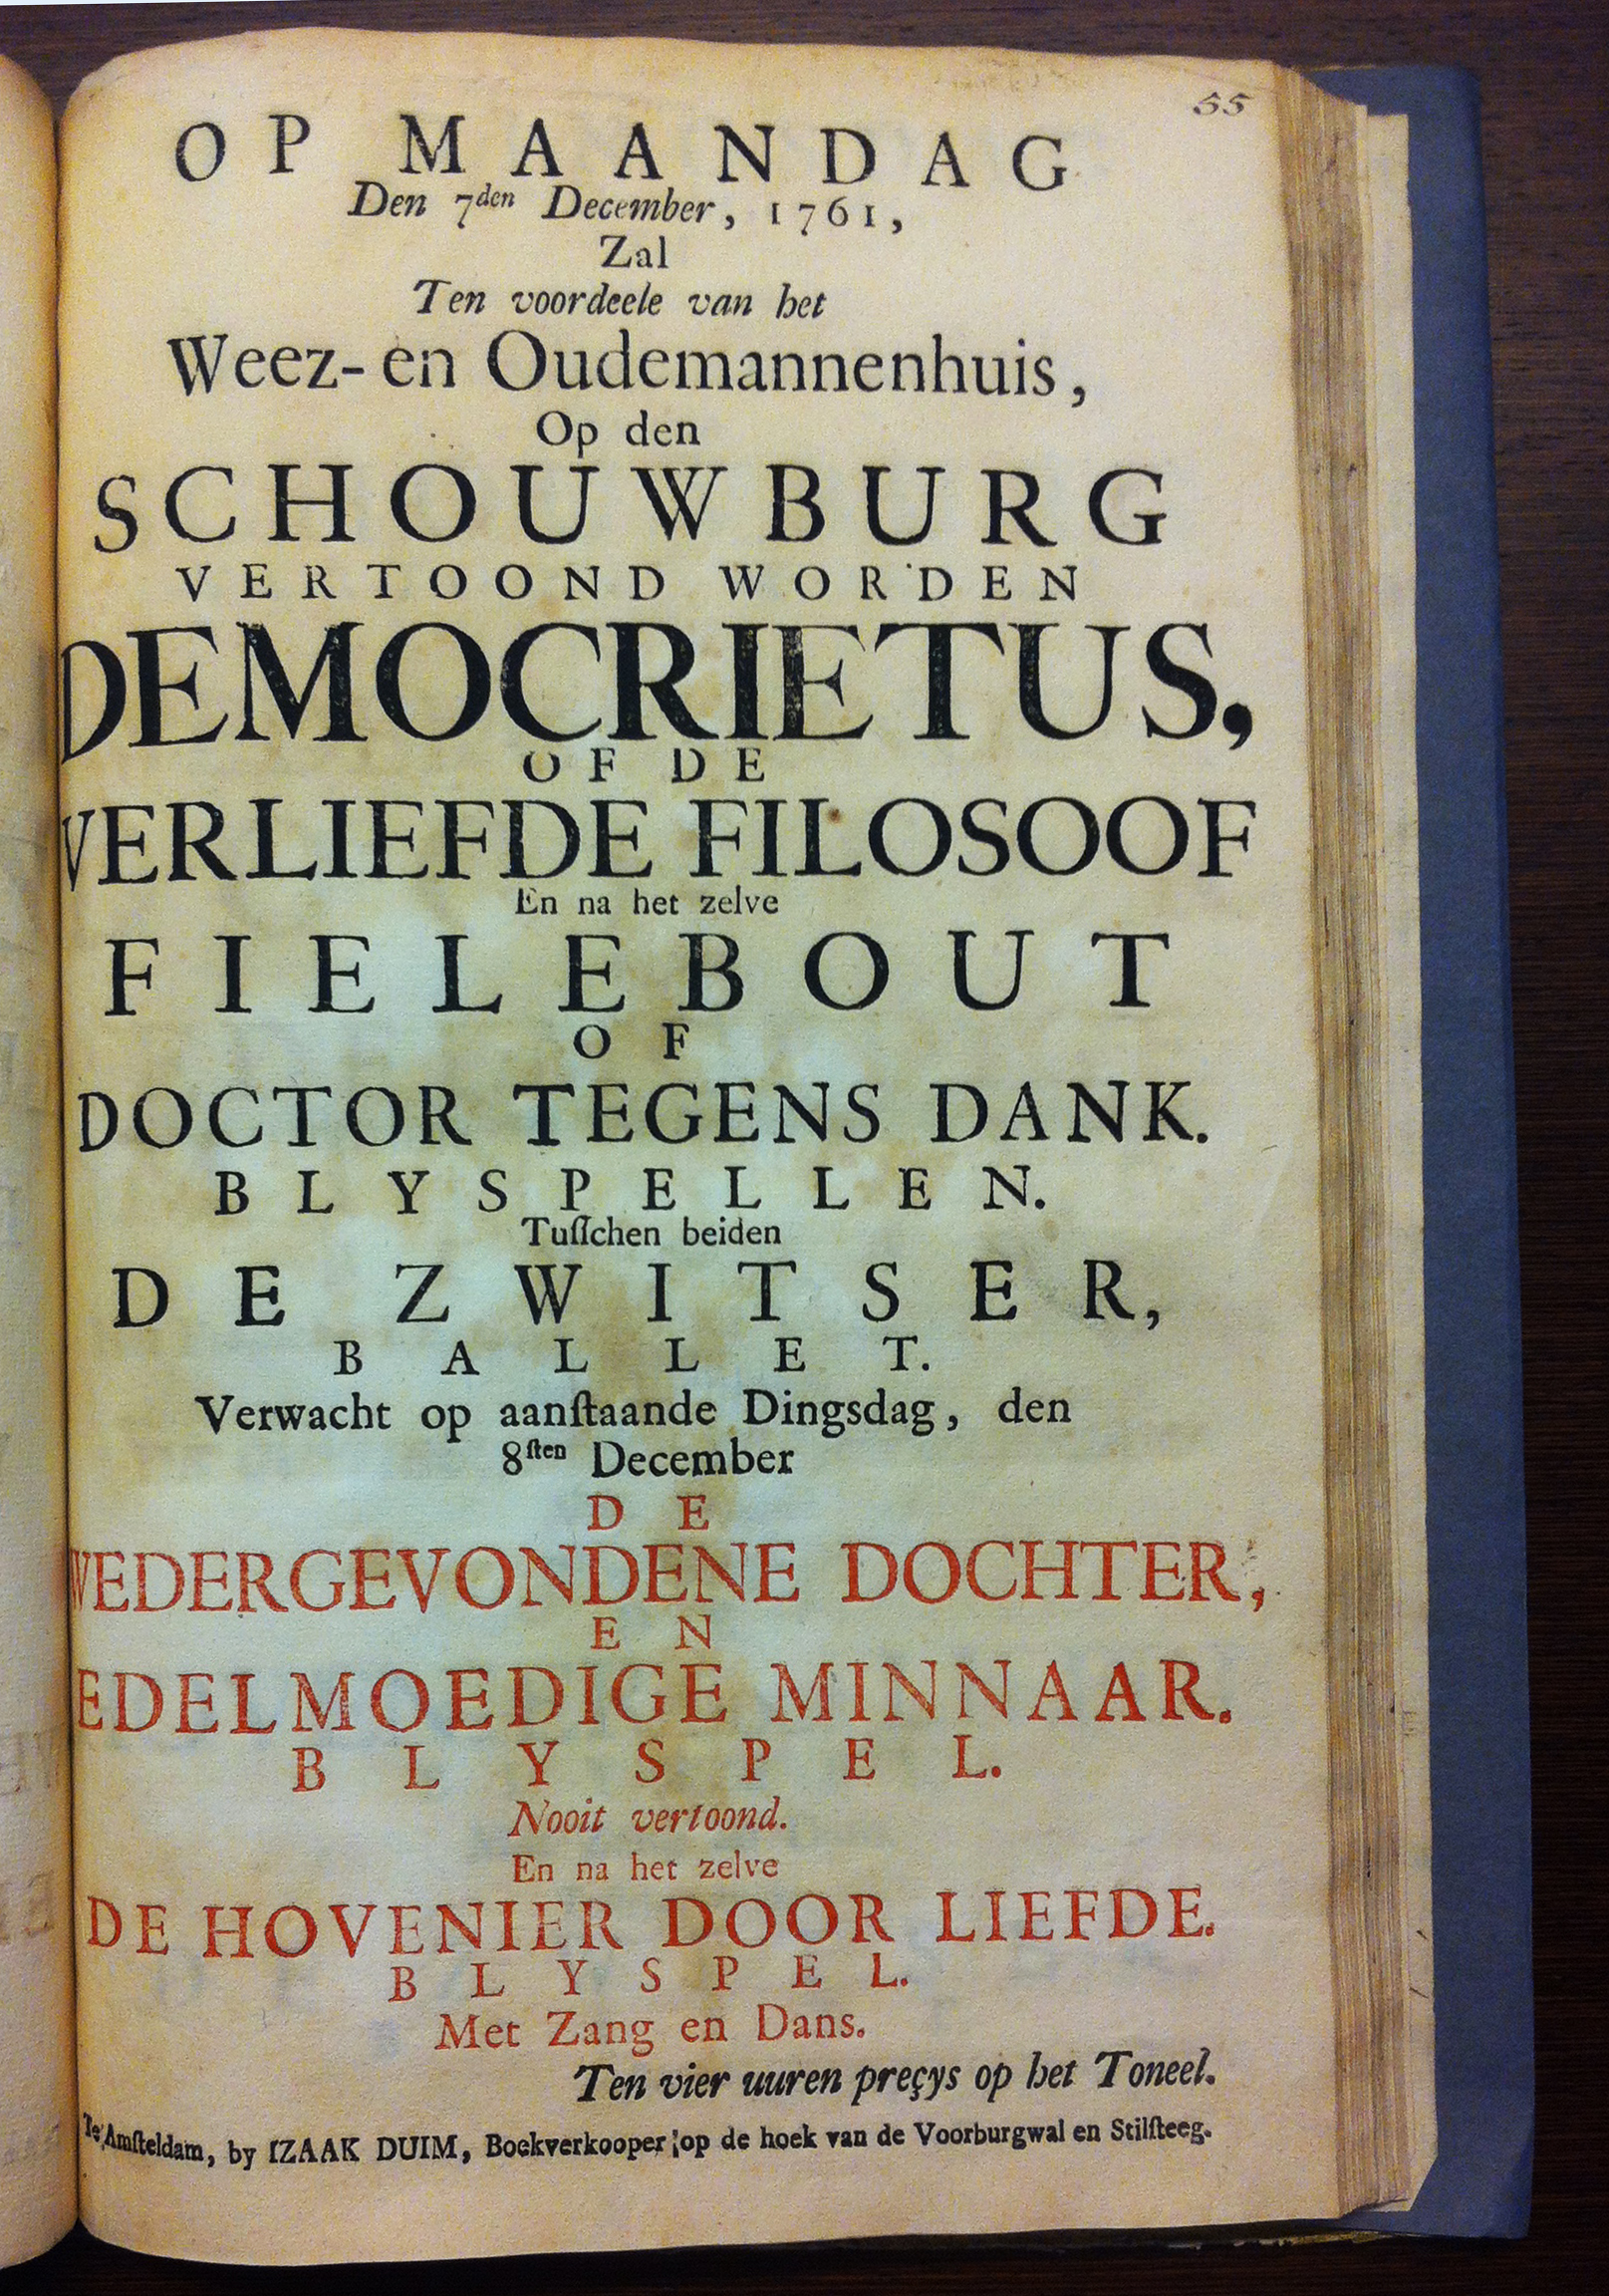 55
OP MAANDAG
Den 7den December, 1761,
Zal
Ten voordeele van het
Weez- en Oudemannenhuis,
Op den
SCHOUWBURG
VERTOOND WORDEN
DEMOCRIETUS,
OF DE
VERLIEFDE FILOSOOF
En na het zelve
FIELEBOUT
OF
DOCTOR TEGENS DANK.
BLYSPELLEN.
Tuſſchen beiden
DE ZWITSER,
BALLET.
Verwacht op aanſtaande Dingsdag, den
8ſten December
DE
WEDERGEVONDENE DOCHTER,
EN
EDELMOEDIGE MINNAAR.
BLYSPEL.
Nooit vertoond.
En na het zelve
DE HOVENIER DOOR LIEFDE.
BLYSPEL.
Met Zang en Dans.
Ten vier uuren preçys op het Toneel.
Te Amſteldam, by IZAAK DUIM, Boekverkooper op de hoek van de Voorburgwal en Stilſteeg.